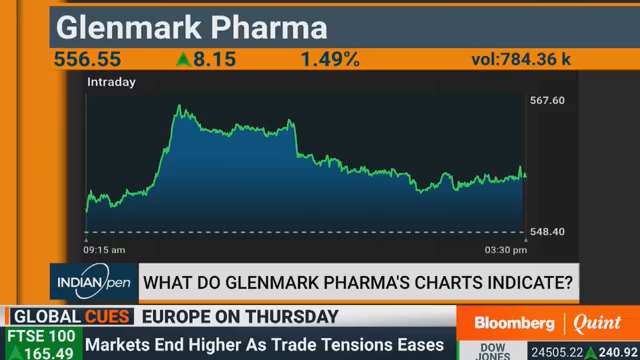 Glenmark Pharma
556.55 8.15 1.49% vol:784.36 k
Intraday
567.60
548.40
09:15 am 03:30 pm
INDIAN Open WHAT DO GLENMARK PHARMA'S CHARTS INDICATE?
GLOBAL CUES EUROPE ON THURSDAY
Bloomberg Quint
FTSE 100
165.49
Markets End Higher As Trade Tensions Eases
DOW
JONES
24505.22 240.92